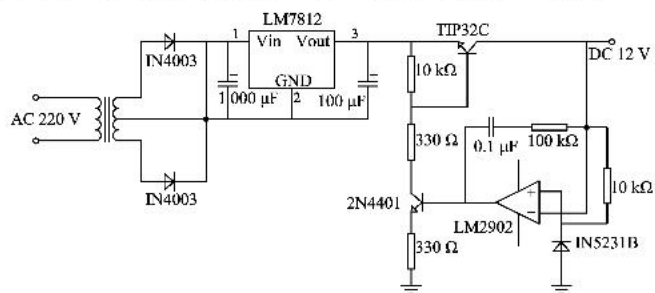 LM7812
TIP32C
1
3
Vin
Vout
DC 12 V
IN4003
10 kΩ
GND
2
1 000 μF
100 μF
AC 220 V
330 Ω
0.1 μF
100 kΩ
10 kΩ
2N4401
+
−
IN4003
LM2902
330 Ω
IN5231B